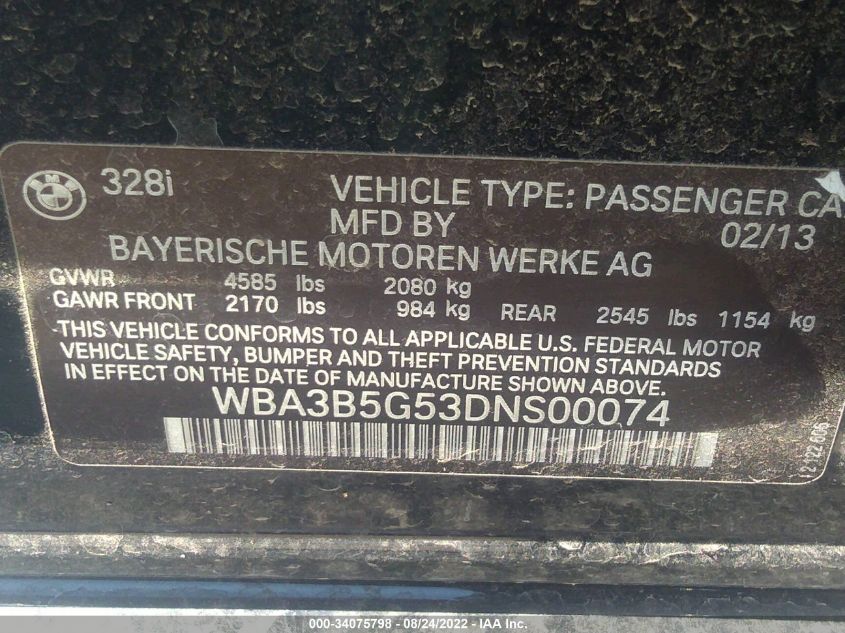 328i
VEHICLE TYPE: PASSENGER CA
MFD BY 02/13
BAYERISCHE MOTOREN WERKE AG
GVWR 4585 lbs 2080 kg
GAWR FRONT 2170 lbs 984 kg REAR 2545 lbs 1154 kg
THIS VEHICLE CONFORMS TO ALL APPLICABLE U.S. FEDERAL MOTOR
VEHICLE SAFETY, BUMPER AND THEFT PREVENTION STANDARDS
IN EFFECT ON THE DATE OF MANUFACTURE SHOWN ABOVE.
WBA3B5G53DNS00074
000-34075798 - 08/24/2022 - IAA Inc.